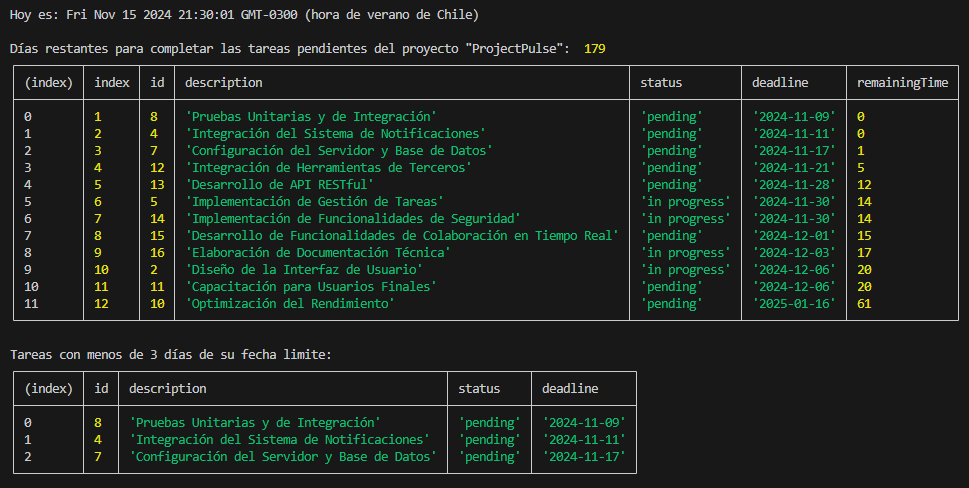 Hoy es: Fri Nov 15 2024 21:30:01 GMT-0300 (hora de verano de Chile)
Días restantes para completar las tareas pendientes del proyecto "ProjectPulse":  179
(index) index id description status deadline remainingTime
0 1 8 'Pruebas Unitarias y de Integración' 'pending' '2024-11-09' 0
1 2 4 'Integración del Sistema de Notificaciones' 'pending' '2024-11-11' 0
2 3 7 'Configuración del Servidor y Base de Datos' 'pending' '2024-11-17' 1
3 4 12 'Integración de Herramientas de Terceros' 'pending' '2024-11-21' 5
4 5 13 'Desarrollo de API RESTful' 'pending' '2024-11-28' 12
5 6 5 'Implementación de Gestión de Tareas' 'in progress' '2024-11-30' 14
6 7 14 'Implementación de Funcionalidades de Seguridad' 'in progress' '2024-11-30' 14
7 8 15 'Desarrollo de Funcionalidades de Colaboración en Tiempo Real' 'pending' '2024-12-01' 15
8 9 16 'Elaboración de Documentación Técnica' 'in progress' '2024-12-03' 17
9 10 2 'Diseño de la Interfaz de Usuario' 'in progress' '2024-12-06' 20
10 11 11 'Capacitación para Usuarios Finales' 'pending' '2024-12-06' 20
11 12 10 'Optimización del Rendimiento' 'pending' '2025-01-16' 61
Tareas con menos de 3 días de su fecha limite:
(index) id description status deadline
0 8 'Pruebas Unitarias y de Integración' 'pending' '2024-11-09'
1 4 'Integración del Sistema de Notificaciones' 'pending' '2024-11-11'
2 7 'Configuración del Servidor y Base de Datos' 'pending' '2024-11-17'